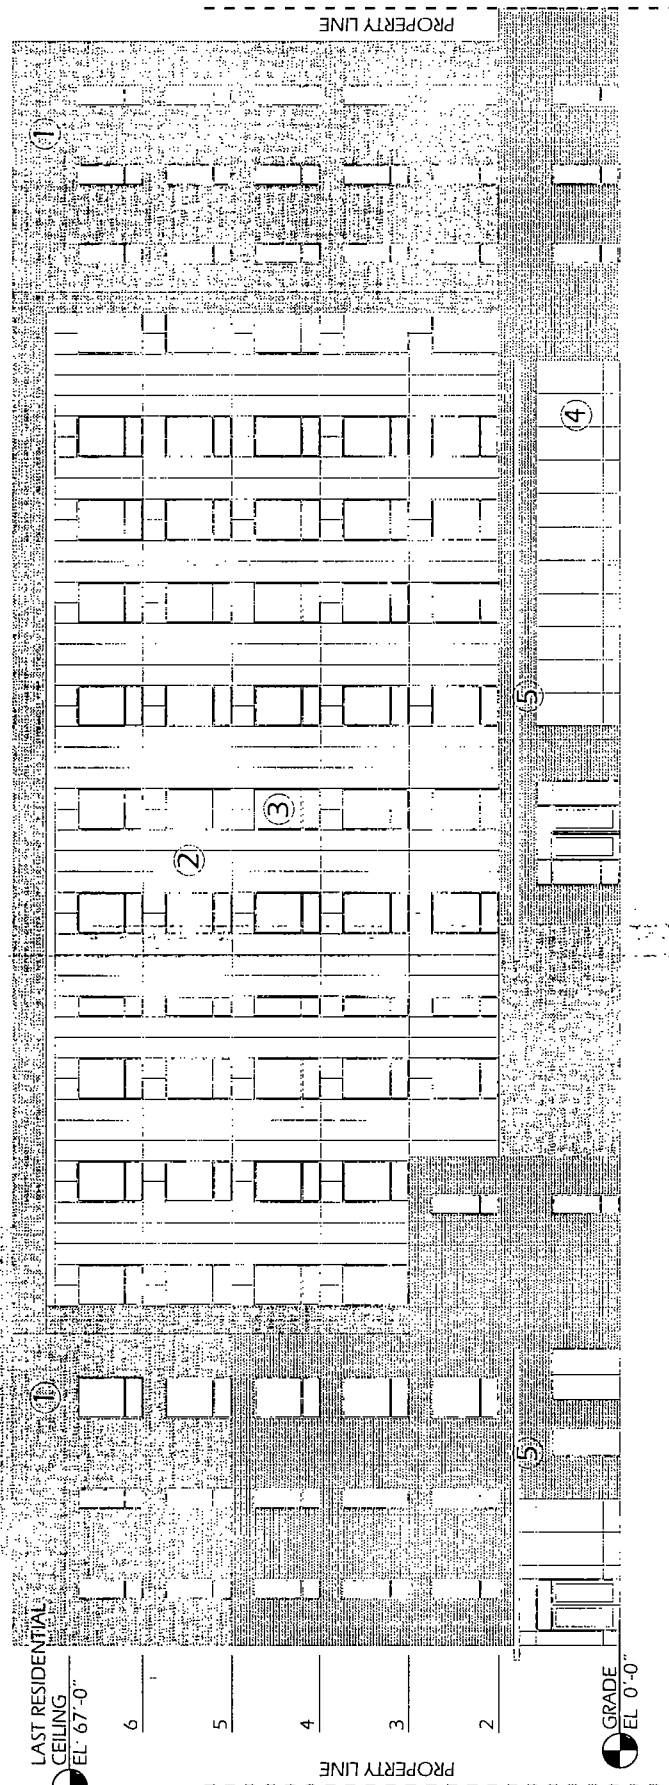 LAST RESIDENTIAL
CEILING
EL 67'-0"
6
5
4
3
2
GRADE
EL 0'-0"
PROPERTY LINE
PROPERTY LINE
1
1
2
3
4
5
5